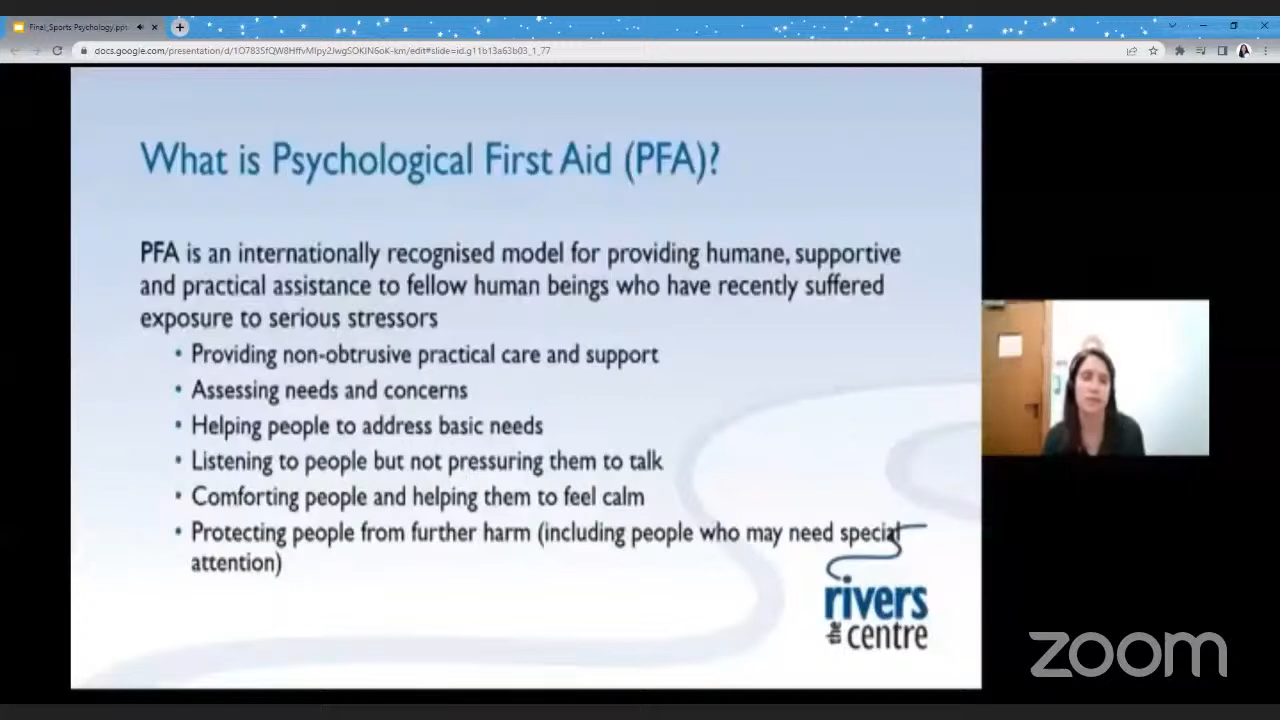 Final_Sports Psychology.ppt
docs.google.com/presentation/d/1O783SfQW8HffvMlpy2JwgSOKIN6oK-km/edit#slide=id.g11b13a63b03_1_77
What is Psychological First Aid (PFA)?
PFA is an internationally recognised model for providing humane, supportive
and practical assistance to fellow human beings who have recently suffered
exposure to serious stressors
• Providing non-obtrusive practical care and support
• Assessing needs and concerns
• Helping people to address basic needs
• Listening to people but not pressuring them to talk
• Comforting people and helping them to feel calm
• Protecting people from further harm (including people who may need special
attention)
rivers
the centre
zoom